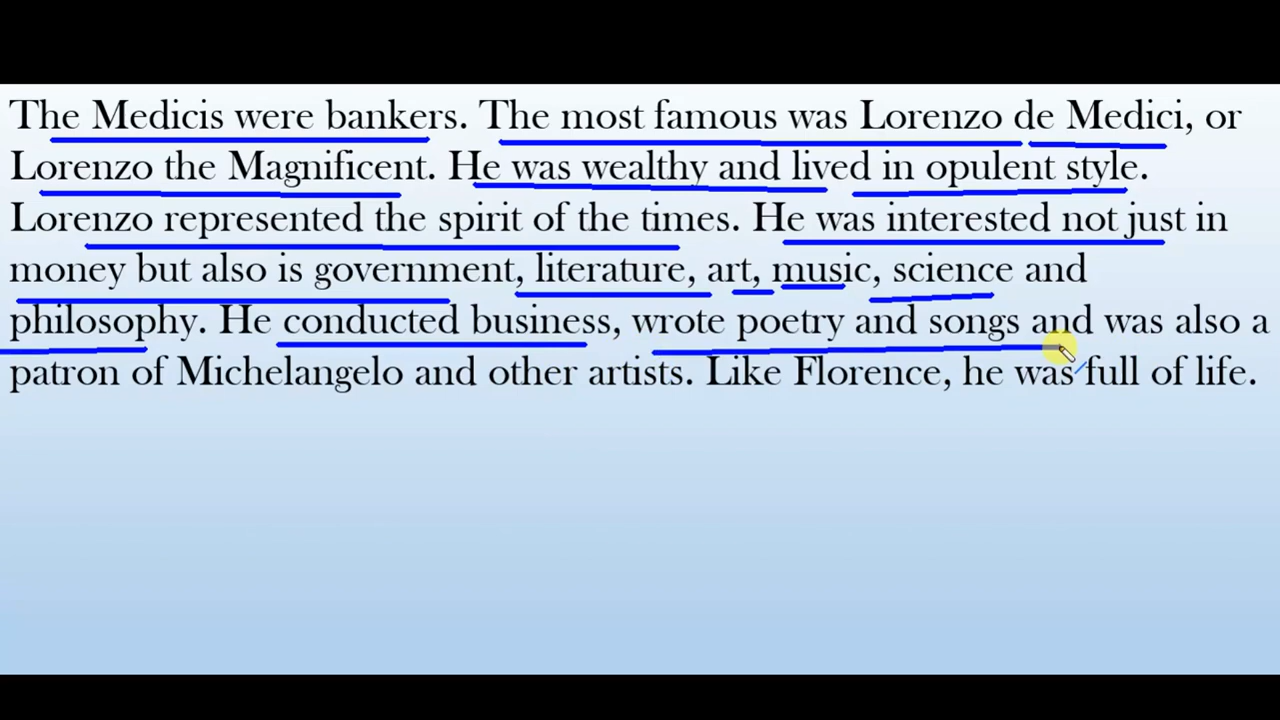 The Medicis were bankers. The most famous was Lorenzo de Medici, or
Lorenzo the Magnificent. He was wealthy and lived in opulent style.
Lorenzo represented the spirit of the times. He was interested not just in
money but also is government, literature, art, music, science and
philosophy. He conducted business, wrote poetry and songs and was also a
patron of Michelangelo and other artists. Like Florence, he was full of life.